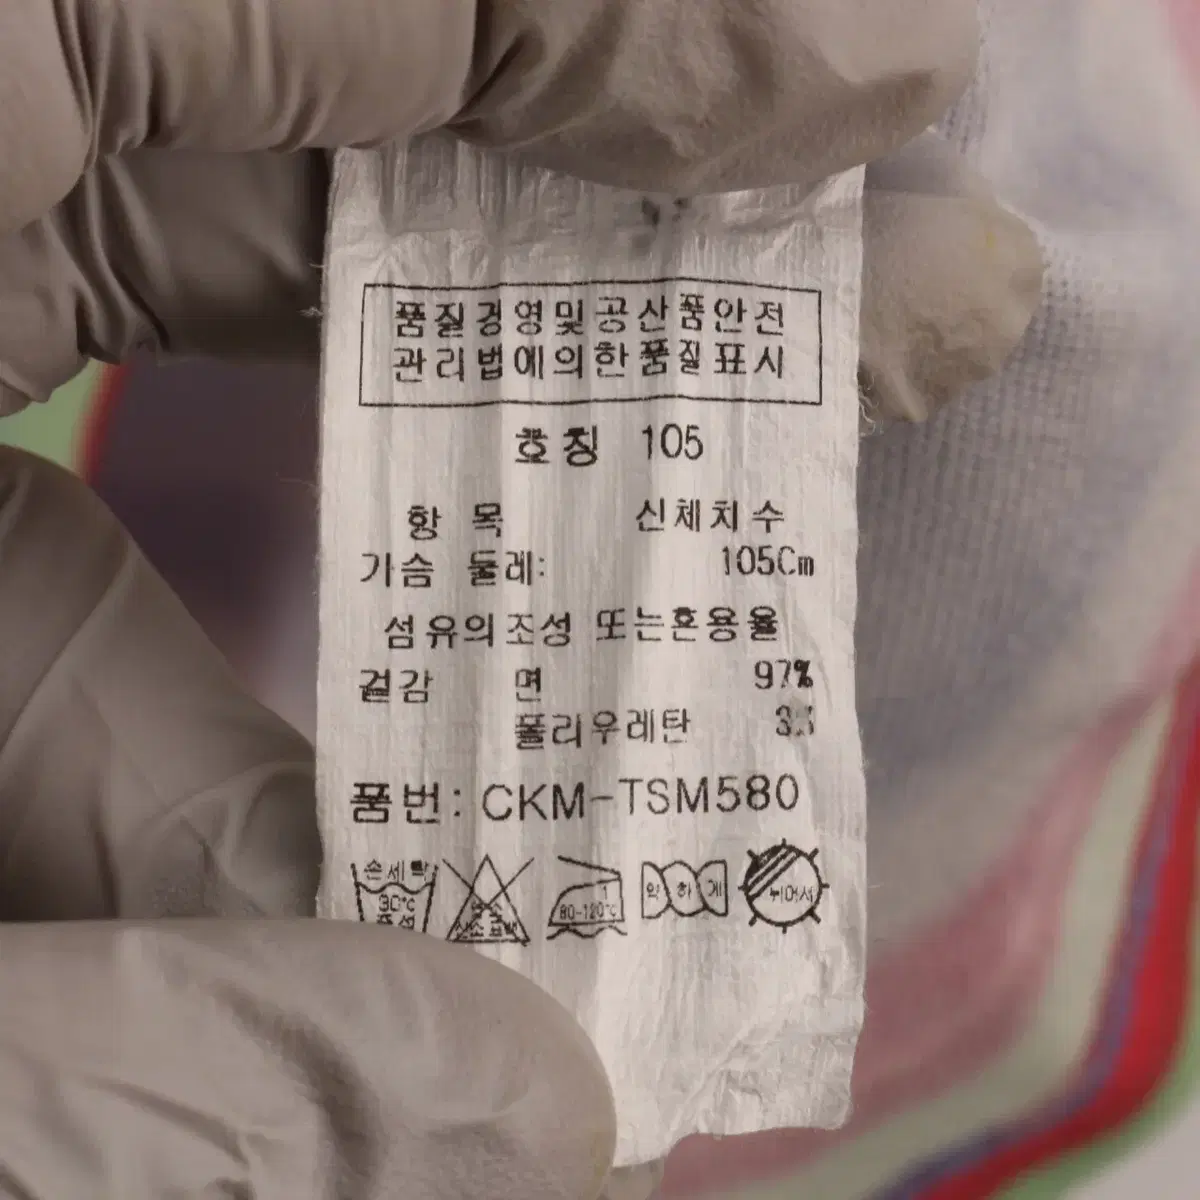 품질경영및공산품안전
관리법에의한품질표시
호칭 105
항 목 신체치수
가슴 둘레: 105Cm
섬유의조성 또는혼용율
겉감 면 97%
폴리우레탄 3%
품번: CKM-TSM580
손세탁
30℃
중성
80-120℃
약하게
뉘어서